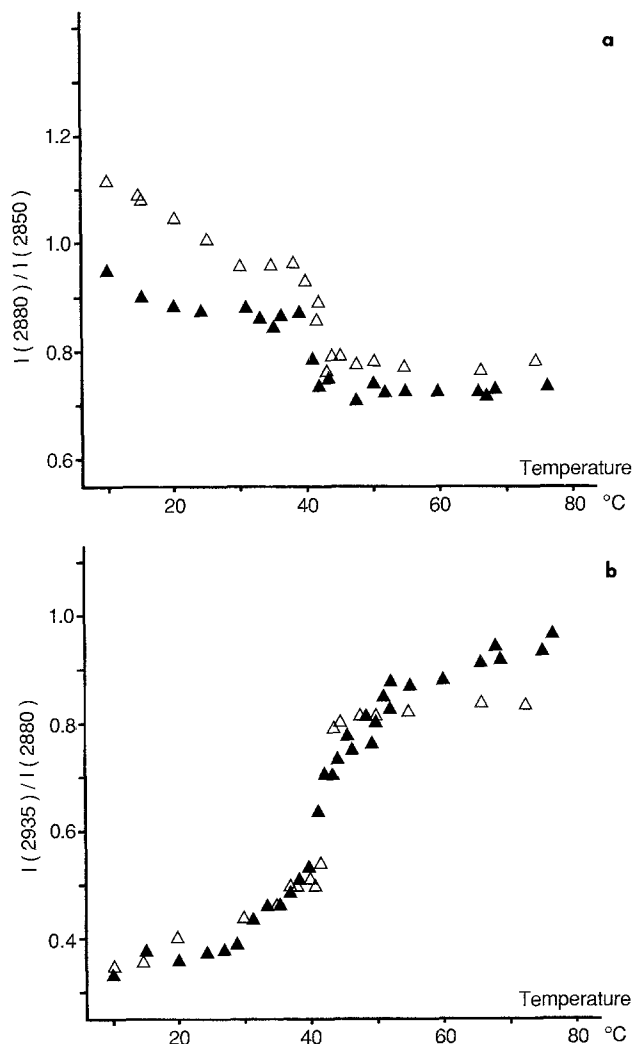 a
1.2
1.0
0.8
0.6
I ( 2880 ) / I ( 2850 )
Temperature
20 40 60 80
°C
b
1.0
0.8
0.6
0.4
I ( 2935 ) / I ( 2880 )
Temperature
20 40 60 80
°C